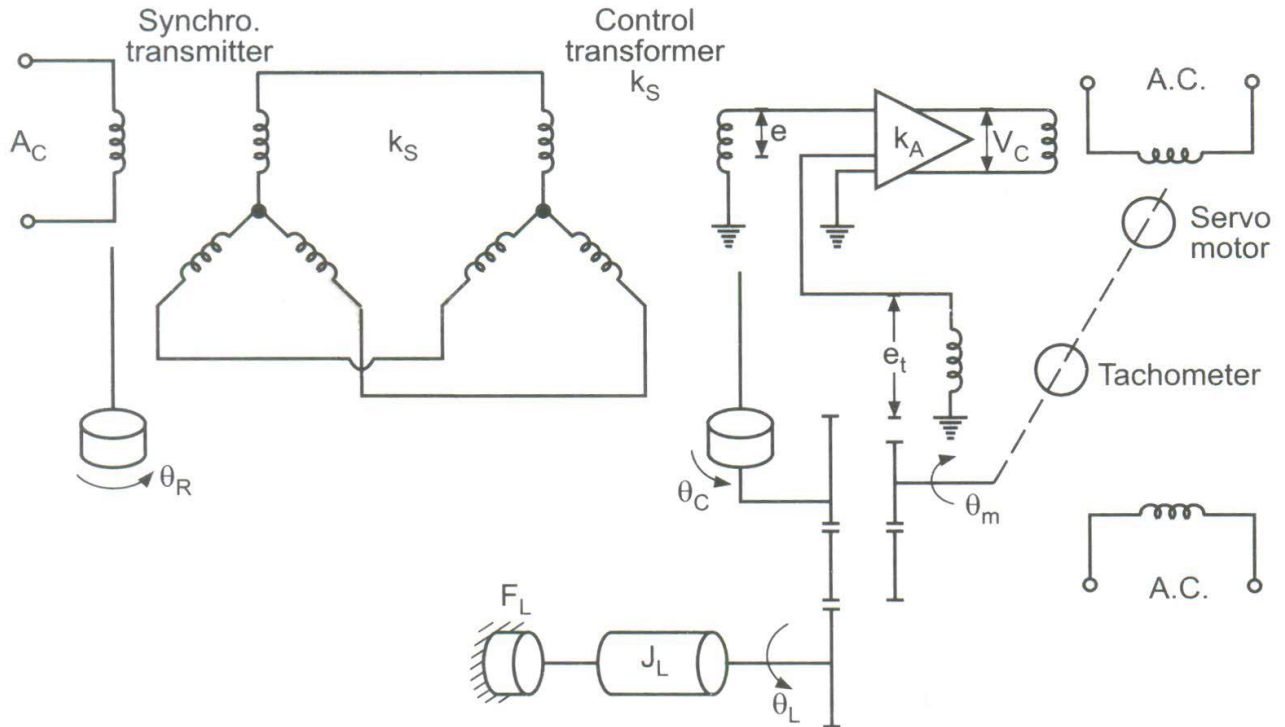 Synchro.
transmitter
Control
transformer
k_S
A.C.
A_C
k_S
e
k_A
V_C
Servo
motor
e_t
Tachometer
θ_R
θ_C
θ_m
A.C.
F_L
J_L
θ_L